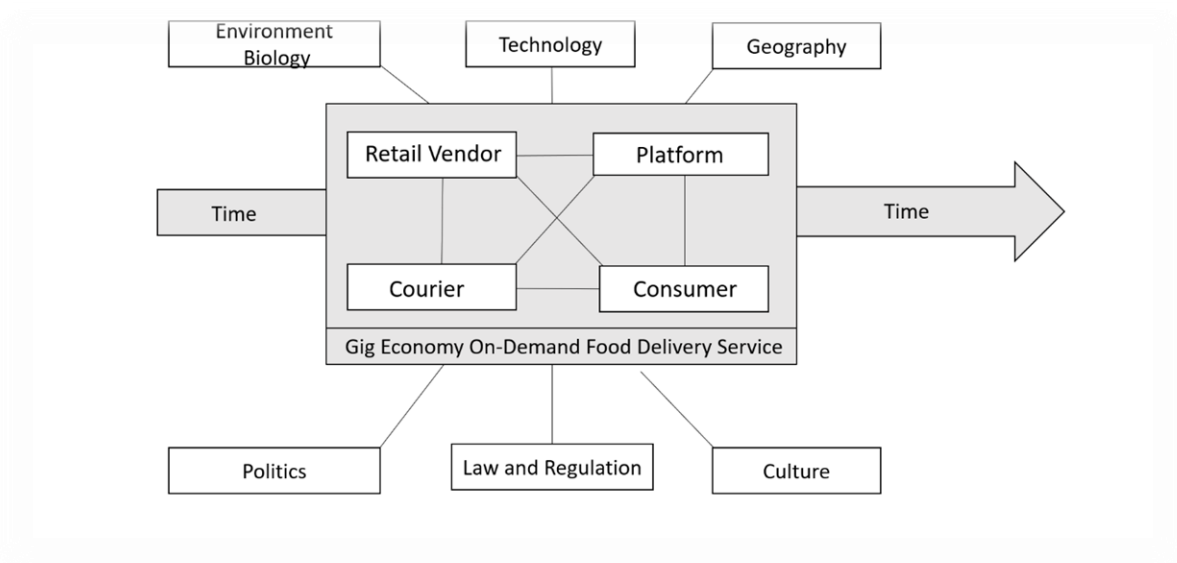 Environment
Biology
Technology
Geography
Retail Vendor
Platform
Time
Time
Courier
Consumer
Gig Economy On-Demand Food Delivery Service
Politics
Law and Regulation
Culture